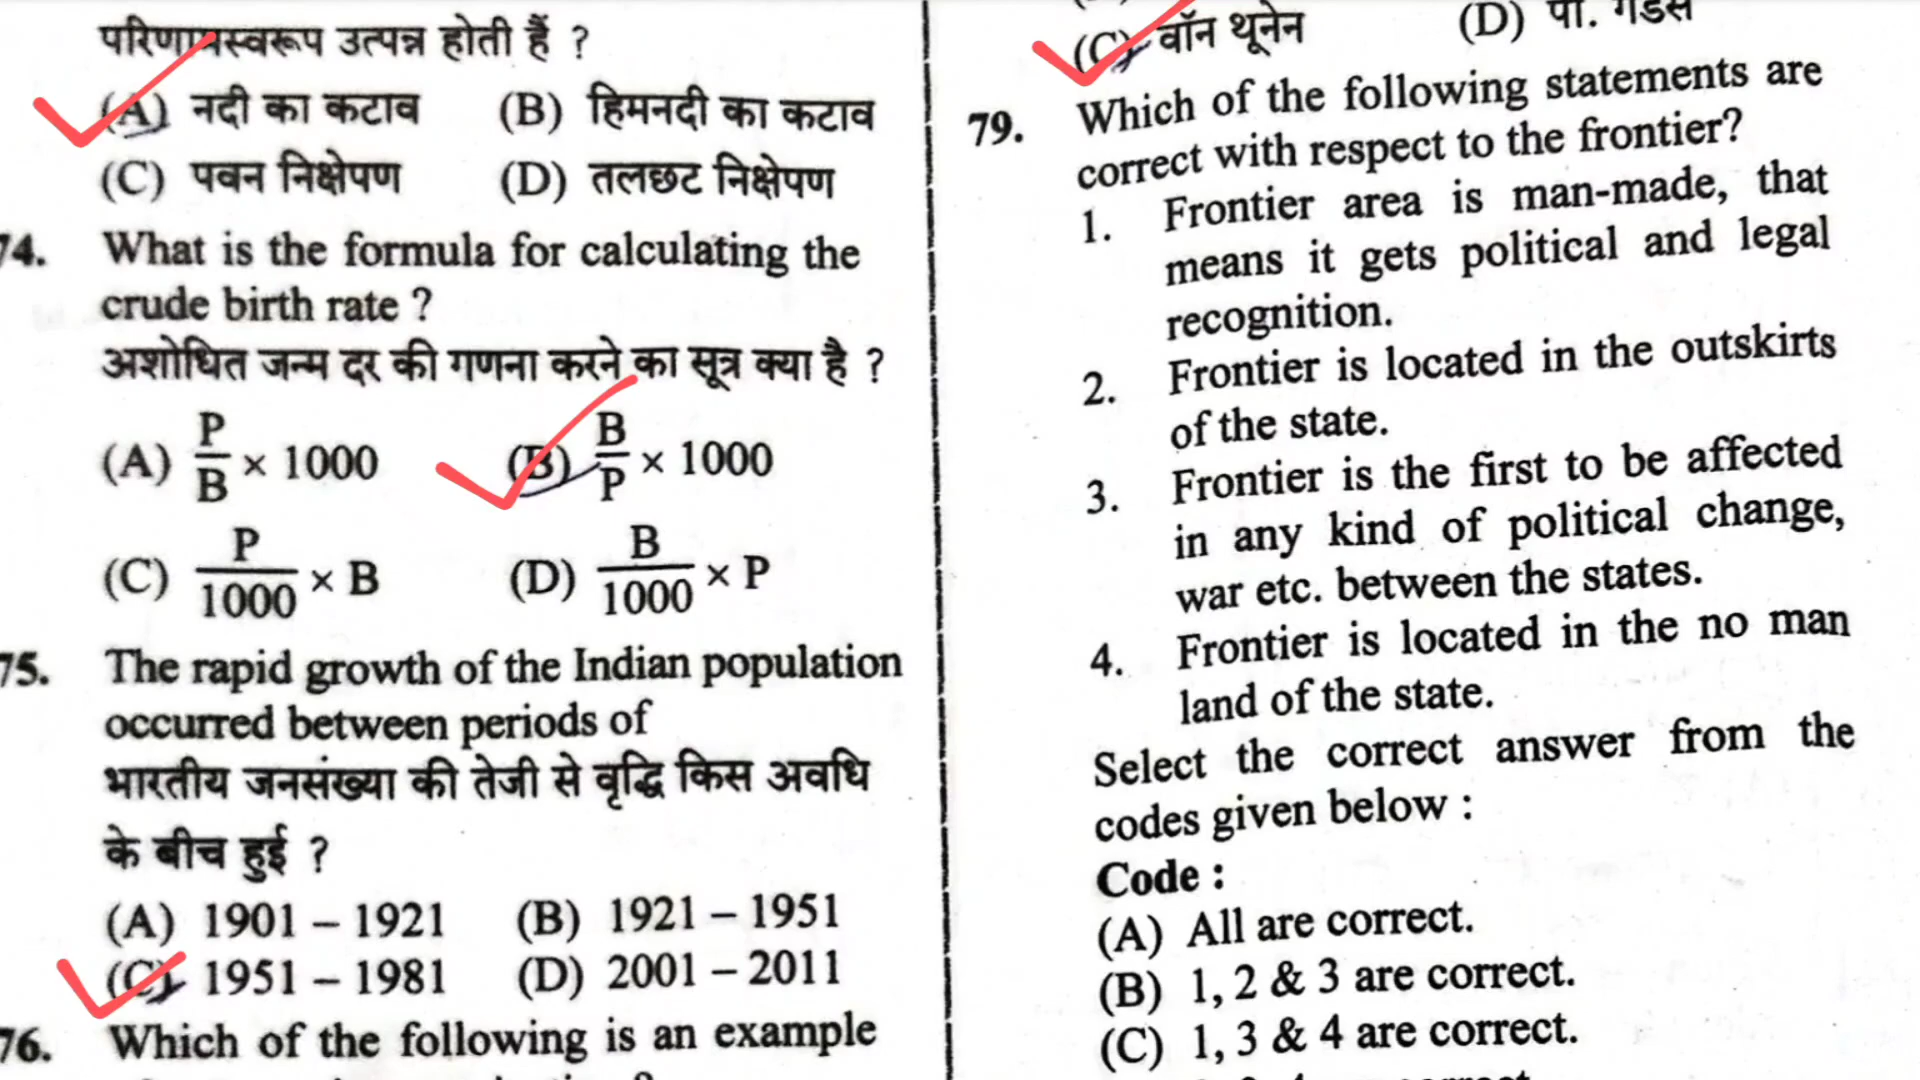 परिणामस्वरूप उत्पन्न होती हैं ?
(A) नदी का कटाव (B) हिमनदी का कटाव
(C) पवन निक्षेपण (D) तलछट निक्षेपण
74. What is the formula for calculating the
crude birth rate ?
अशोधित जन्म दर की गणना करने का सूत्र क्या है ?
(A) P/B × 1000 (B) B/P × 1000
(C) P/1000 × B (D) B/1000 × P
75. The rapid growth of the Indian population
occurred between periods of
भारतीय जनसंख्या की तेजी से वृद्धि किस अवधि
के बीच हुई ?
(A) 1901 – 1921 (B) 1921 – 1951
(C) 1951 – 1981 (D) 2001 – 2011
76. Which of the following is an example
(C) वॉन थूनेन (D) पी. गेडेस
79. Which of the following statements are
correct with respect to the frontier?
1. Frontier area is man-made, that
means it gets political and legal
recognition.
2. Frontier is located in the outskirts
of the state.
3. Frontier is the first to be affected
in any kind of political change,
war etc. between the states.
4. Frontier is located in the no man
land of the state.
Select the correct answer from the
codes given below :
Code :
(A) All are correct.
(B) 1, 2 & 3 are correct.
(C) 1, 3 & 4 are correct.